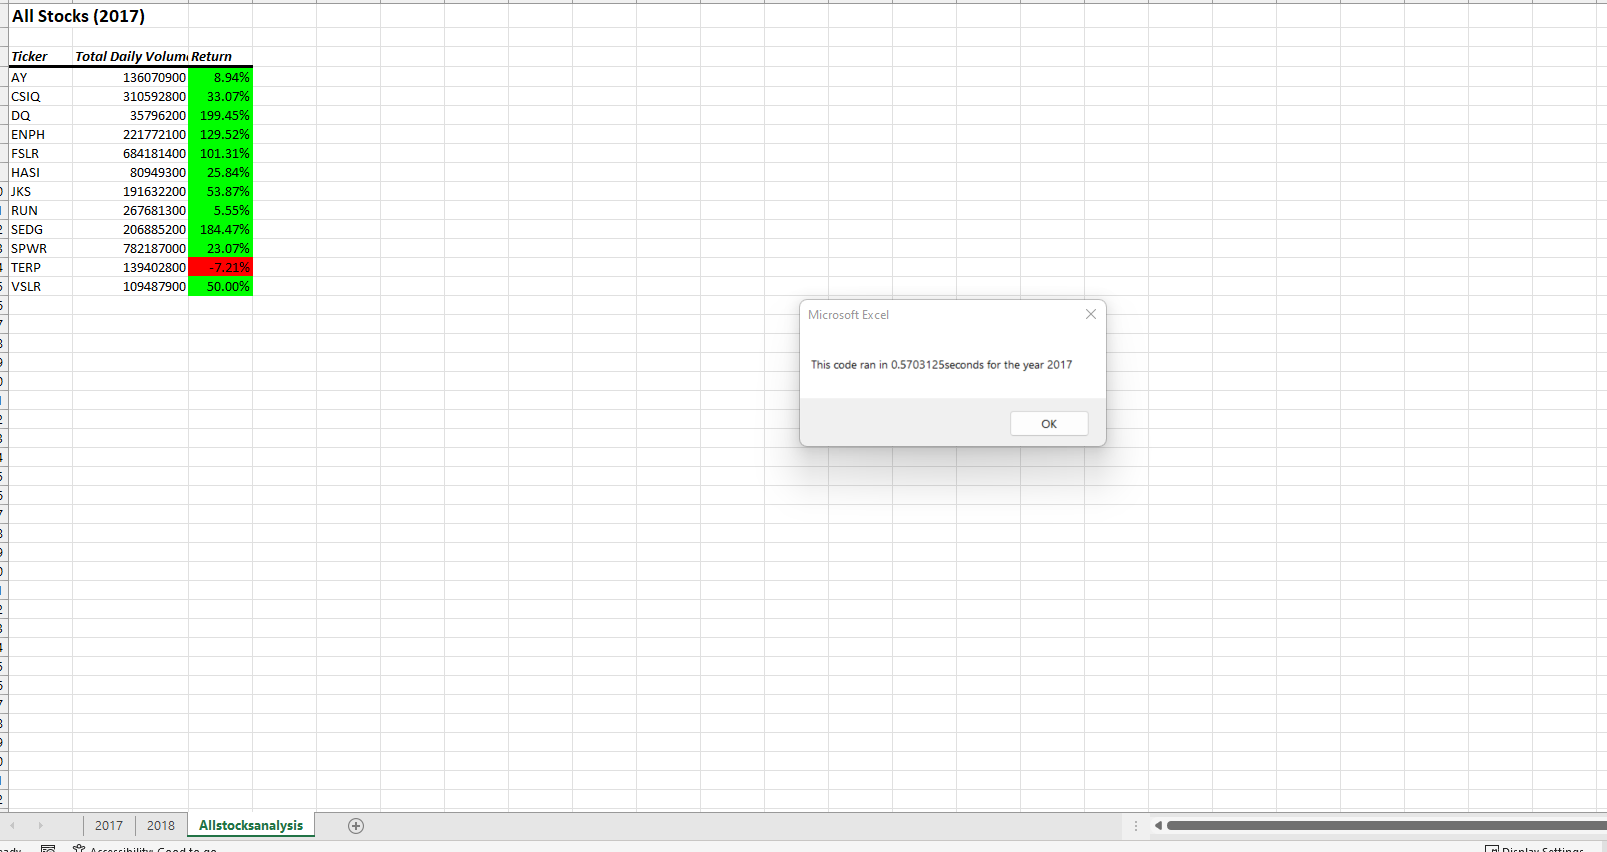 All Stocks (2017)
Ticker Total Daily Volum Return
AY 136070900 8.94%
CSIQ 310592800 33.07%
DQ 35796200 199.45%
ENPH 221772100 129.52%
FSLR 684181400 101.31%
HASI 80949300 25.84%
JKS 191632200 53.87%
RUN 267681300 5.55%
SEDG 206885200 184.47%
SPWR 782187000 23.07%
TERP 139402800 -7.21%
VSLR 109487900 50.00%
Microsoft Excel
This code ran in 0.5703125seconds for the year 2017
OK
2017 2018 Allstocksanalysis
Accessibility: Good to go Display Settings